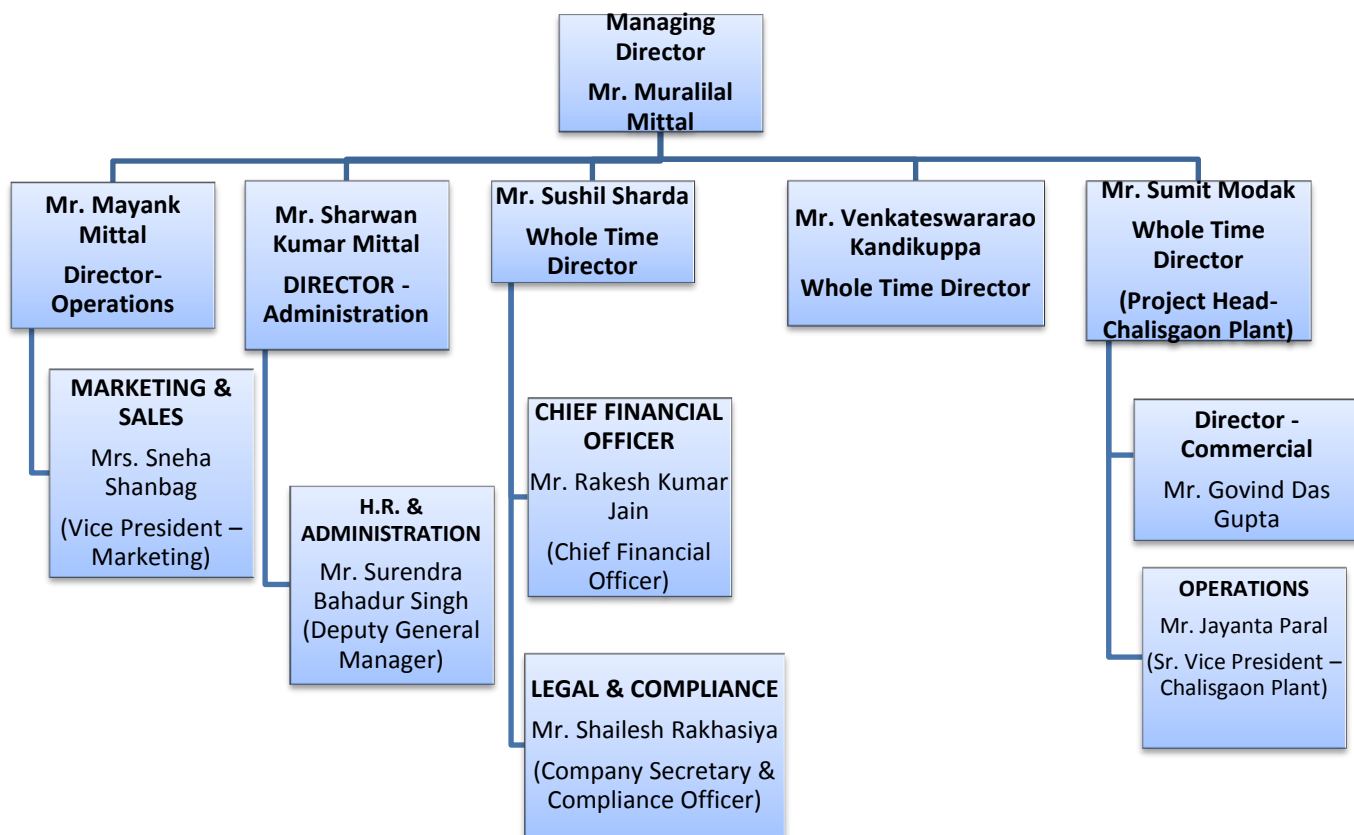 Managing
Director
Mr. Muralilal
Mittal
Mr. Mayank
Mittal
Director-
Operations
Mr. Sharwan
Kumar Mittal
DIRECTOR -
Administration
Mr. Sushil Sharda
Whole Time
Director
Mr. Venkateswararao
Kandikuppa
Whole Time Director
Mr. Sumit Modak
Whole Time
Director
(Project Head-
Chalisgaon Plant)
MARKETING &
SALES
Mrs. Sneha
Shanbag
(Vice President –
Marketing)
H.R. &
ADMINISTRATION
Mr. Surendra
Bahadur Singh
(Deputy General
Manager)
CHIEF FINANCIAL
OFFICER
Mr. Rakesh Kumar
Jain
(Chief Financial
Officer)
LEGAL & COMPLIANCE
Mr. Shailesh Rakhasiya
(Company Secretary &
Compliance Officer)
Director -
Commercial
Mr. Govind Das
Gupta
OPERATIONS
Mr. Jayanta Paral
(Sr. Vice President –
Chalisgaon Plant)